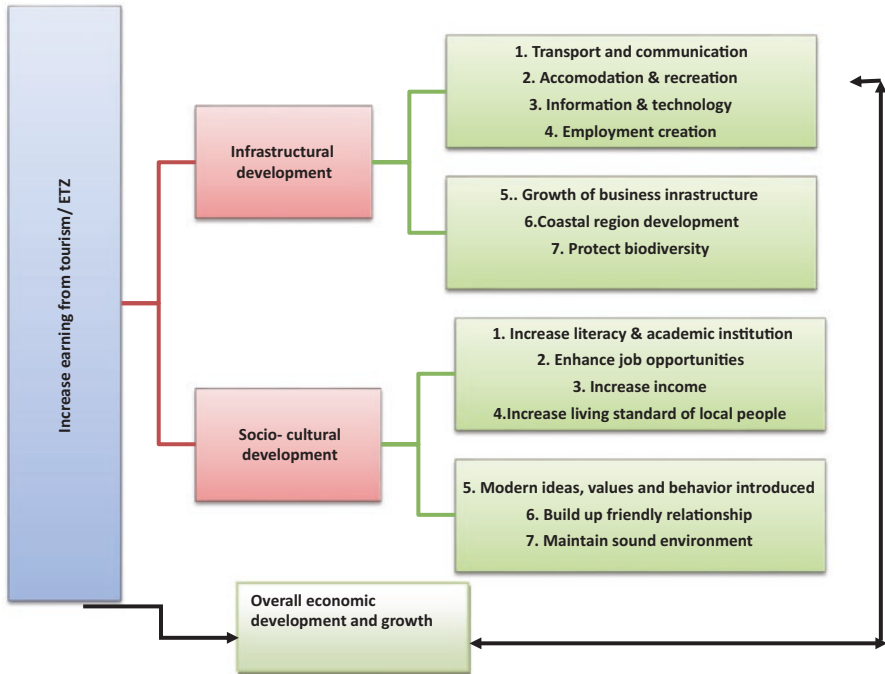 Increase earning from tourism/ ETZ
Infrastructural
development
1. Transport and communication
2. Accomodation & recreation
3. Information & technology
4. Employment creation
5.. Growth of business inrastructure
6.Coastal region development
7. Protect biodiversity
Socio- cultural
development
1. Increase literacy & academic institution
2. Enhance job opportunities
3. Increase income
4.Increase living standard of local people
5. Modern ideas, values and behavior introduced
6. Build up friendly relationship
7. Maintain sound environment
Overall economic
development and growth